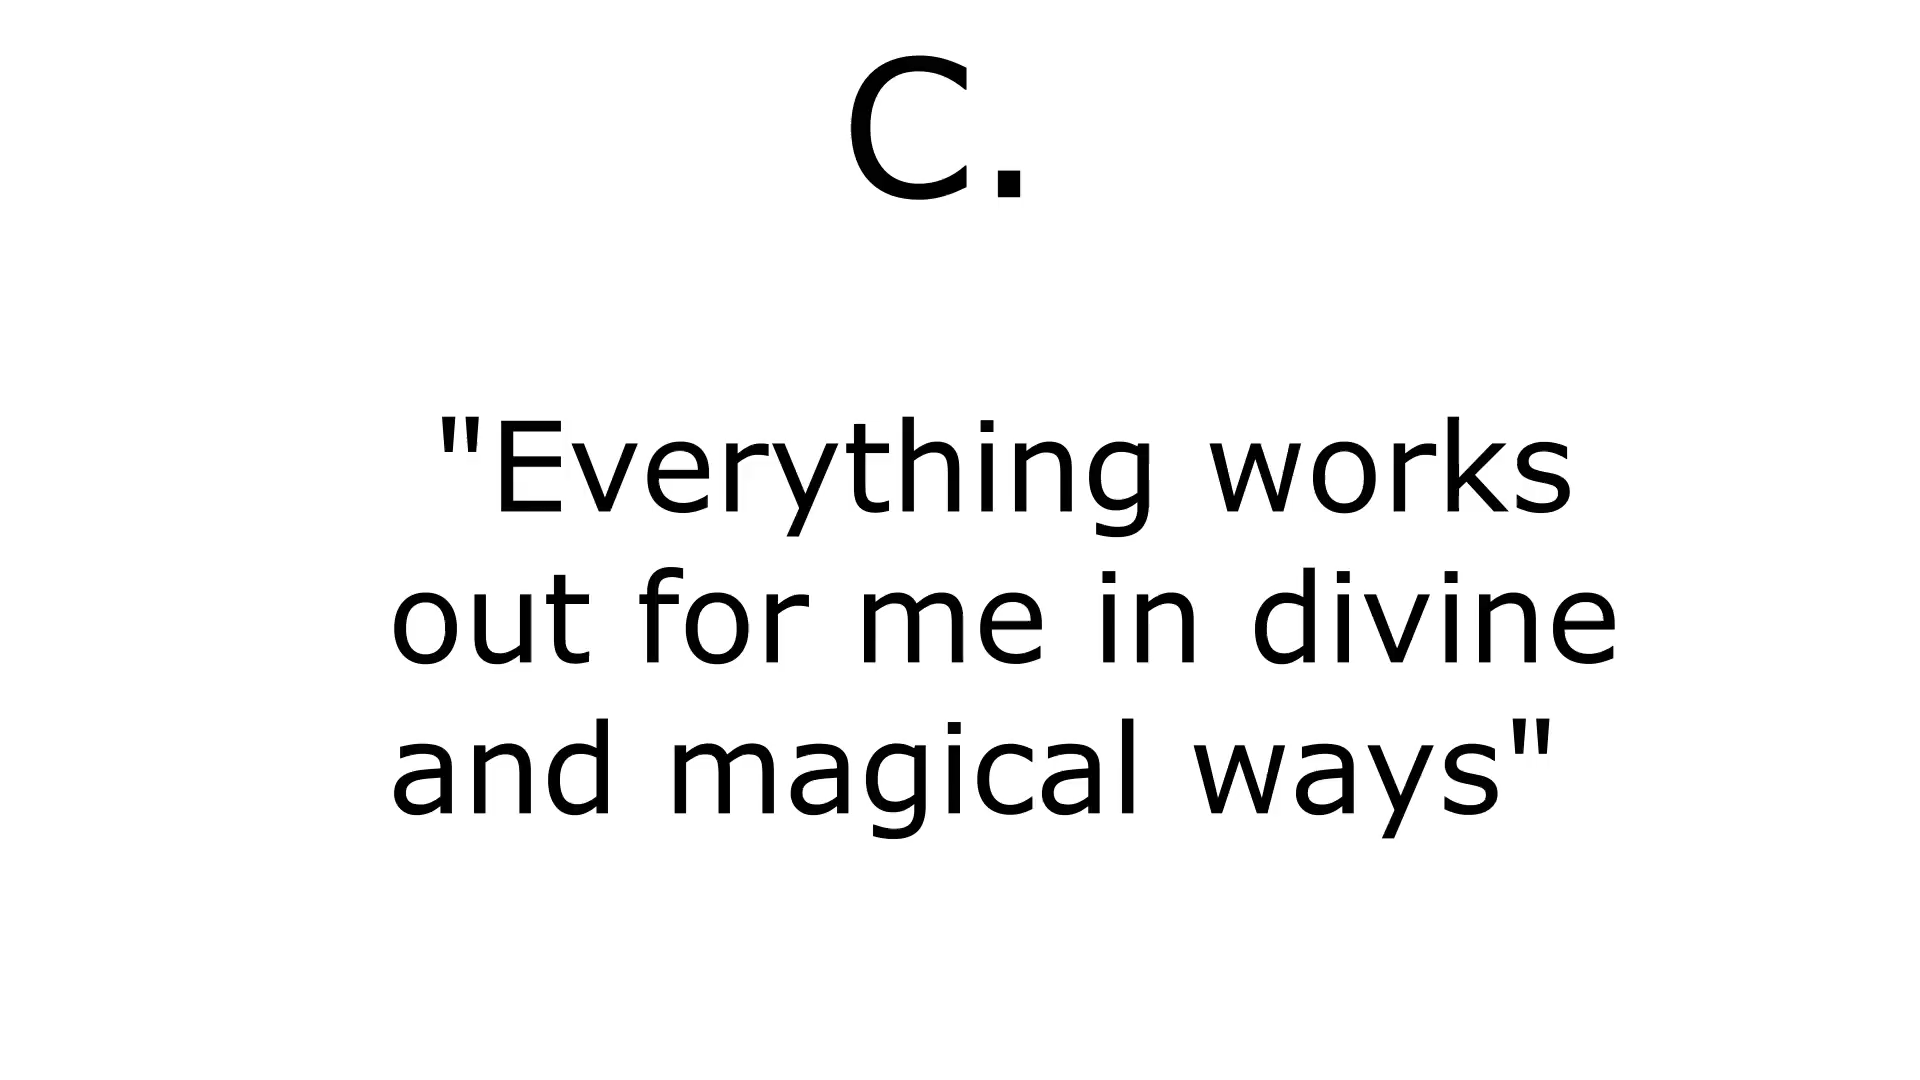 C.
"Everything works
out for me in divine
and magical ways"